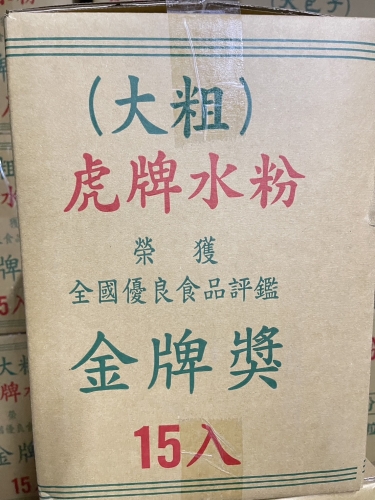 (大粗)
虎牌水粉
榮獲
全國優良食品評鑑
金牌獎
15入